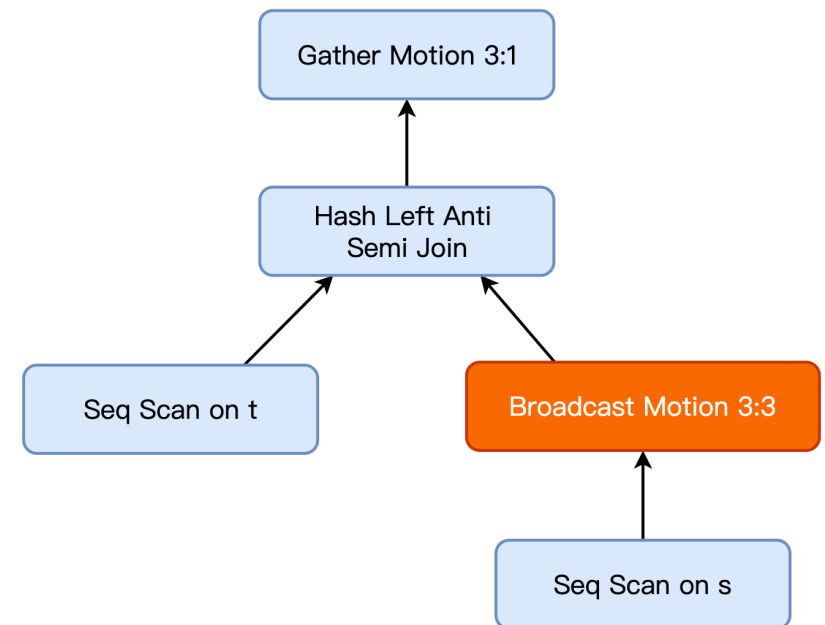 Gather Motion 3:1
Hash Left Anti
Semi Join
Seq Scan on t
Broadcast Motion 3:3
Seq Scan on s